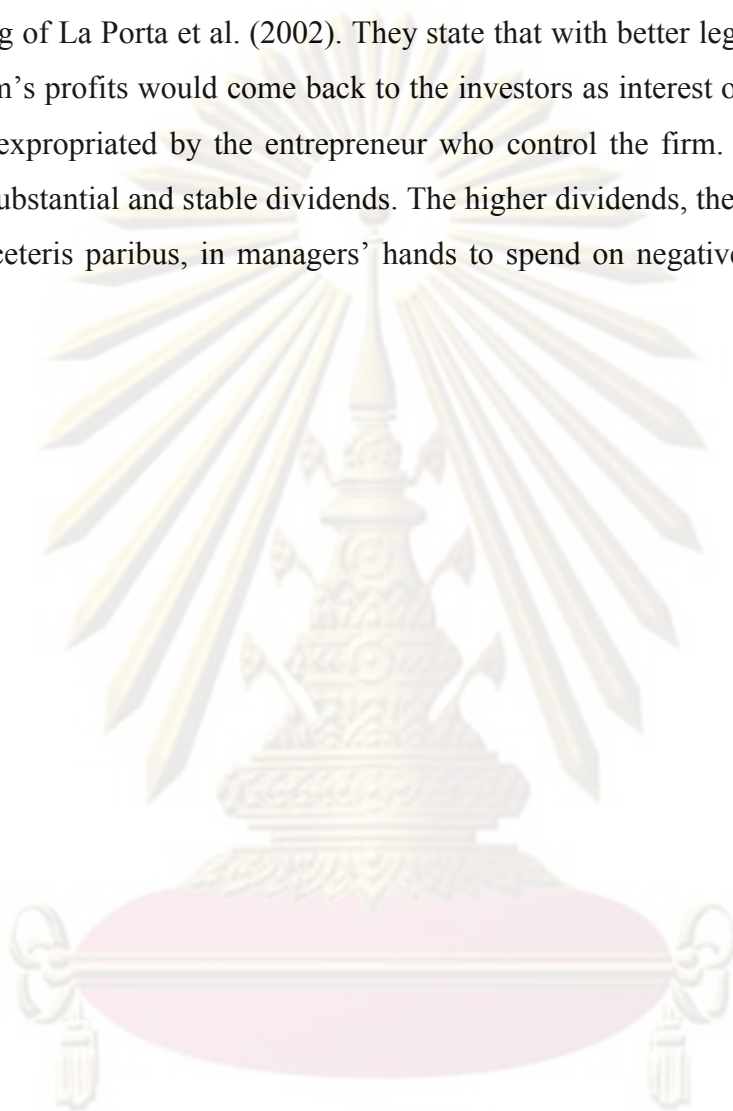 g of La Porta et al. (2002). They state that with better leg
m’s profits would come back to the investors as interest o
expropriated by the entrepreneur who control the firm.
ubstantial and stable dividends. The higher dividends, the
ceteris paribus, in managers’ hands to spend on negative